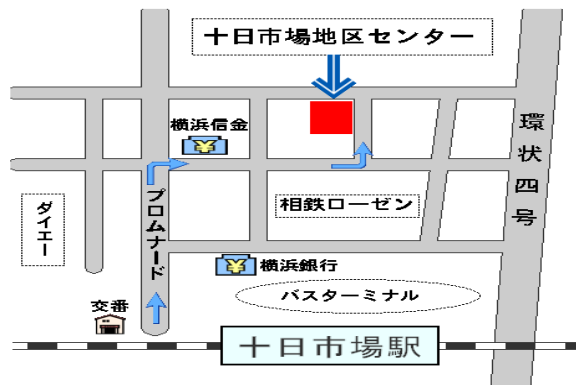 十日市場地区センター
横浜信金
環状四号
プロムナード
ダイエー
相鉄ローゼン
横浜銀行
バスターミナル
交番
十日市場駅